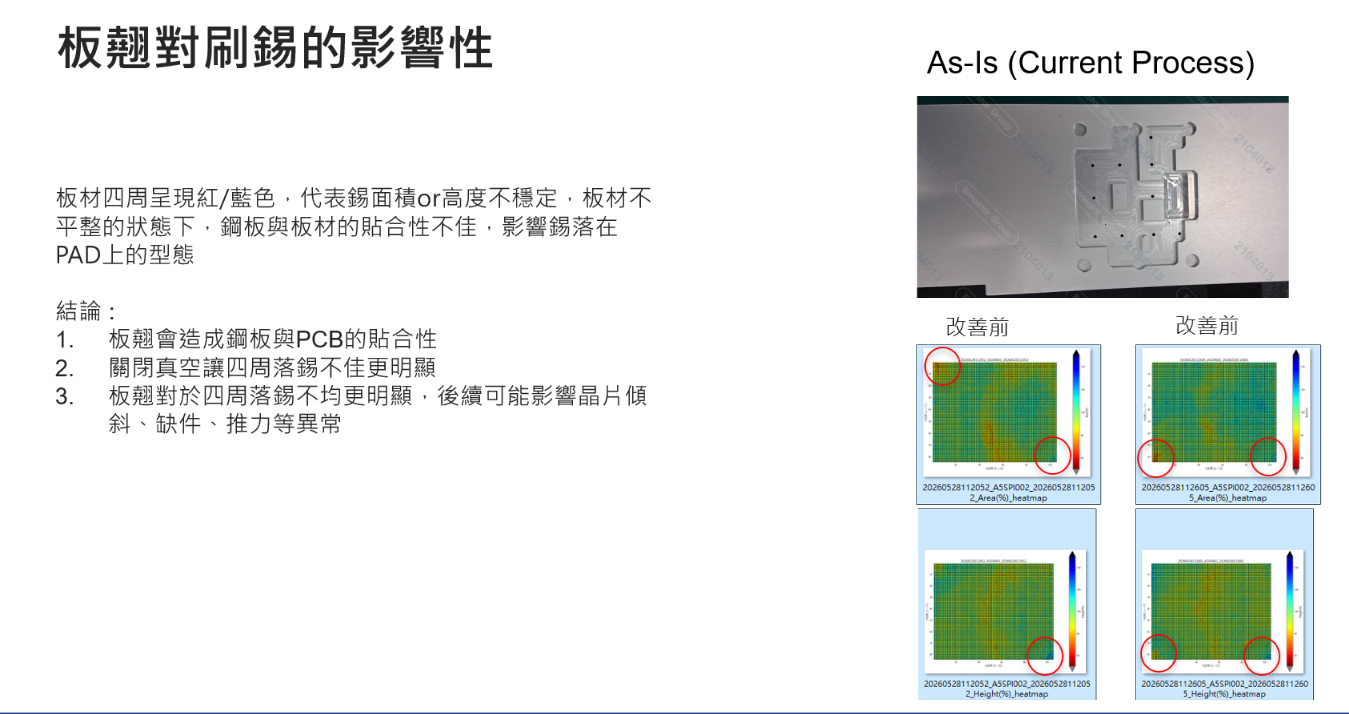 板翹對刷錫的影響性
As-Is (Current Process)
板材四周呈現紅/藍色，代表錫面積or高度不穩定，板材不
平整的狀態下，鋼板與板材的貼合性不佳，影響錫落在
PAD上的型態
結論：
1. 板翹會造成鋼板與PCB的貼合性
2. 關閉真空讓四周落錫不佳更明顯
3. 板翹對於四周落錫不均更明顯，後續可能影響晶片傾
斜、缺件、推力等異常
2104013
2104013
2104013
2104013
改善前
改善前
20260528112052_A5SPI002_2026052811205
2_Area(%)_heatmap
20260528112605_A5SPI002_2026052811260
5_Area(%)_heatmap
20260528112052_A5SPI002_2026052811205
2_Height(%)_heatmap
20260528112605_A5SPI002_2026052811260
5_Height(%)_heatmap